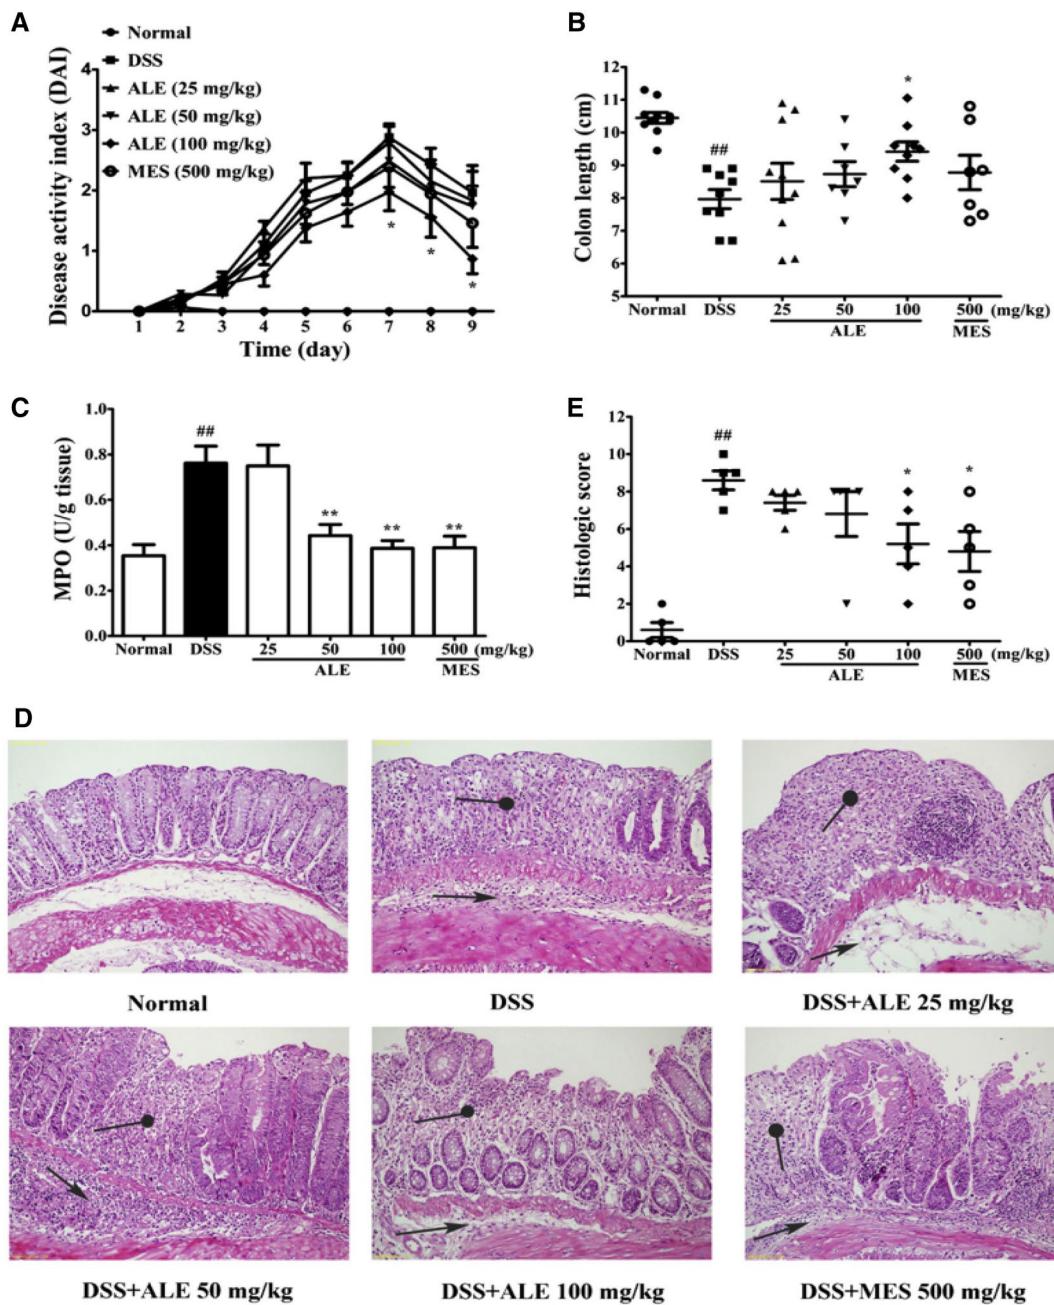 A
Normal
DSS
ALE (25 mg/kg)
ALE (50 mg/kg)
ALE (100 mg/kg)
MES (500 mg/kg)
Disease activity index (DAI)
4
3
2
1
0
1 2 3 4 5 6 7 8 9
* * *
Time (day)
B
Colon length (cm)
12
11
10
9
8
7
6
5
##
*
Normal DSS 25 50 100 500 (mg/kg)
ALE MES
C
MPO (U/g tissue)
1.0
0.8
0.6
0.4
0.2
0.0
##
** ** **
Normal DSS 25 50 100 500 (mg/kg)
ALE MES
E
Histologic score
12
10
8
6
4
2
0
##
* *
Normal DSS 25 50 100 500 (mg/kg)
ALE MES
D
Normal DSS DSS+ALE 25 mg/kg
DSS+ALE 50 mg/kg DSS+ALE 100 mg/kg DSS+MES 500 mg/kg